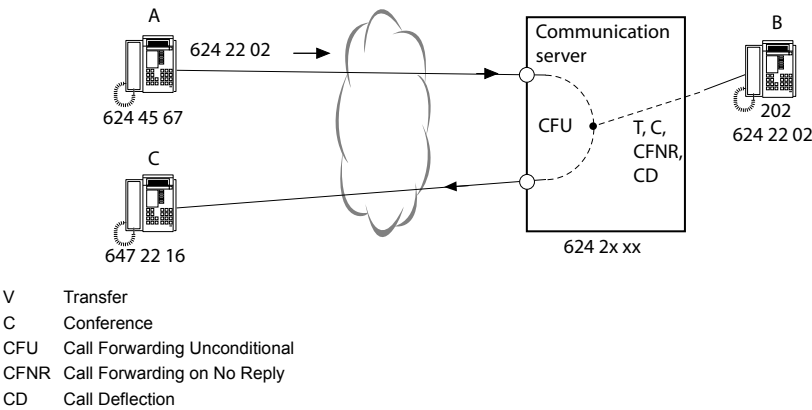 A
624 22 02
624 45 67
Communication
server
CFU
T, C,
CFNR,
CD
B
202
624 22 02
C
647 22 16
624 2x xx
V Transfer
C Conference
CFU Call Forwarding Unconditional
CFNR Call Forwarding on No Reply
CD Call Deflection